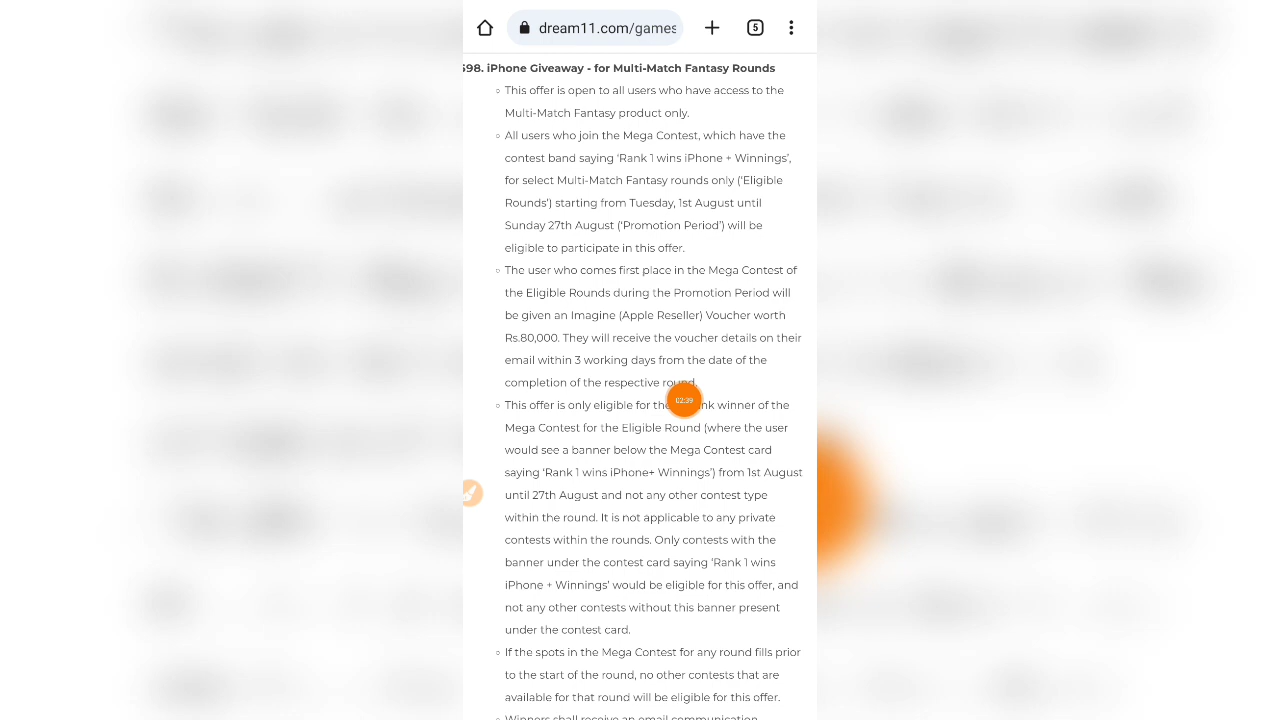 dream11.com/games
5
598. iPhone Giveaway - for Multi-Match Fantasy Rounds
This offer is open to all users who have access to the
Multi-Match Fantasy product only.
All users who join the Mega Contest, which have the
contest band saying ‘Rank 1 wins iPhone + Winnings’,
for select Multi-Match Fantasy rounds only (‘Eligible
Rounds’) starting from Tuesday, 1st August until
Sunday 27th August (‘Promotion Period’) will be
eligible to participate in this offer.
The user who comes first place in the Mega Contest of
the Eligible Rounds during the Promotion Period will
be given an Imagine (Apple Reseller) Voucher worth
Rs.80,000. They will receive the voucher details on their
email within 3 working days from the date of the
completion of the respective round.
02:39
This offer is only eligible for winner of the
Mega Contest for the Eligible Round (where the user
would see a banner below the Mega Contest card
saying ‘Rank 1 wins iPhone+ Winnings’) from 1st August
until 27th August and not any other contest type
within the round. It is not applicable to any private
contests within the rounds. Only contests with the
banner under the contest card saying ‘Rank 1 wins
iPhone + Winnings’ would be eligible for this offer, and
not any other contests without this banner present
under the contest card.
If the spots in the Mega Contest for any round fills prior
to the start of the round, no other contests that are
available for that round will be eligible for this offer.
Winners shall receive an email communication